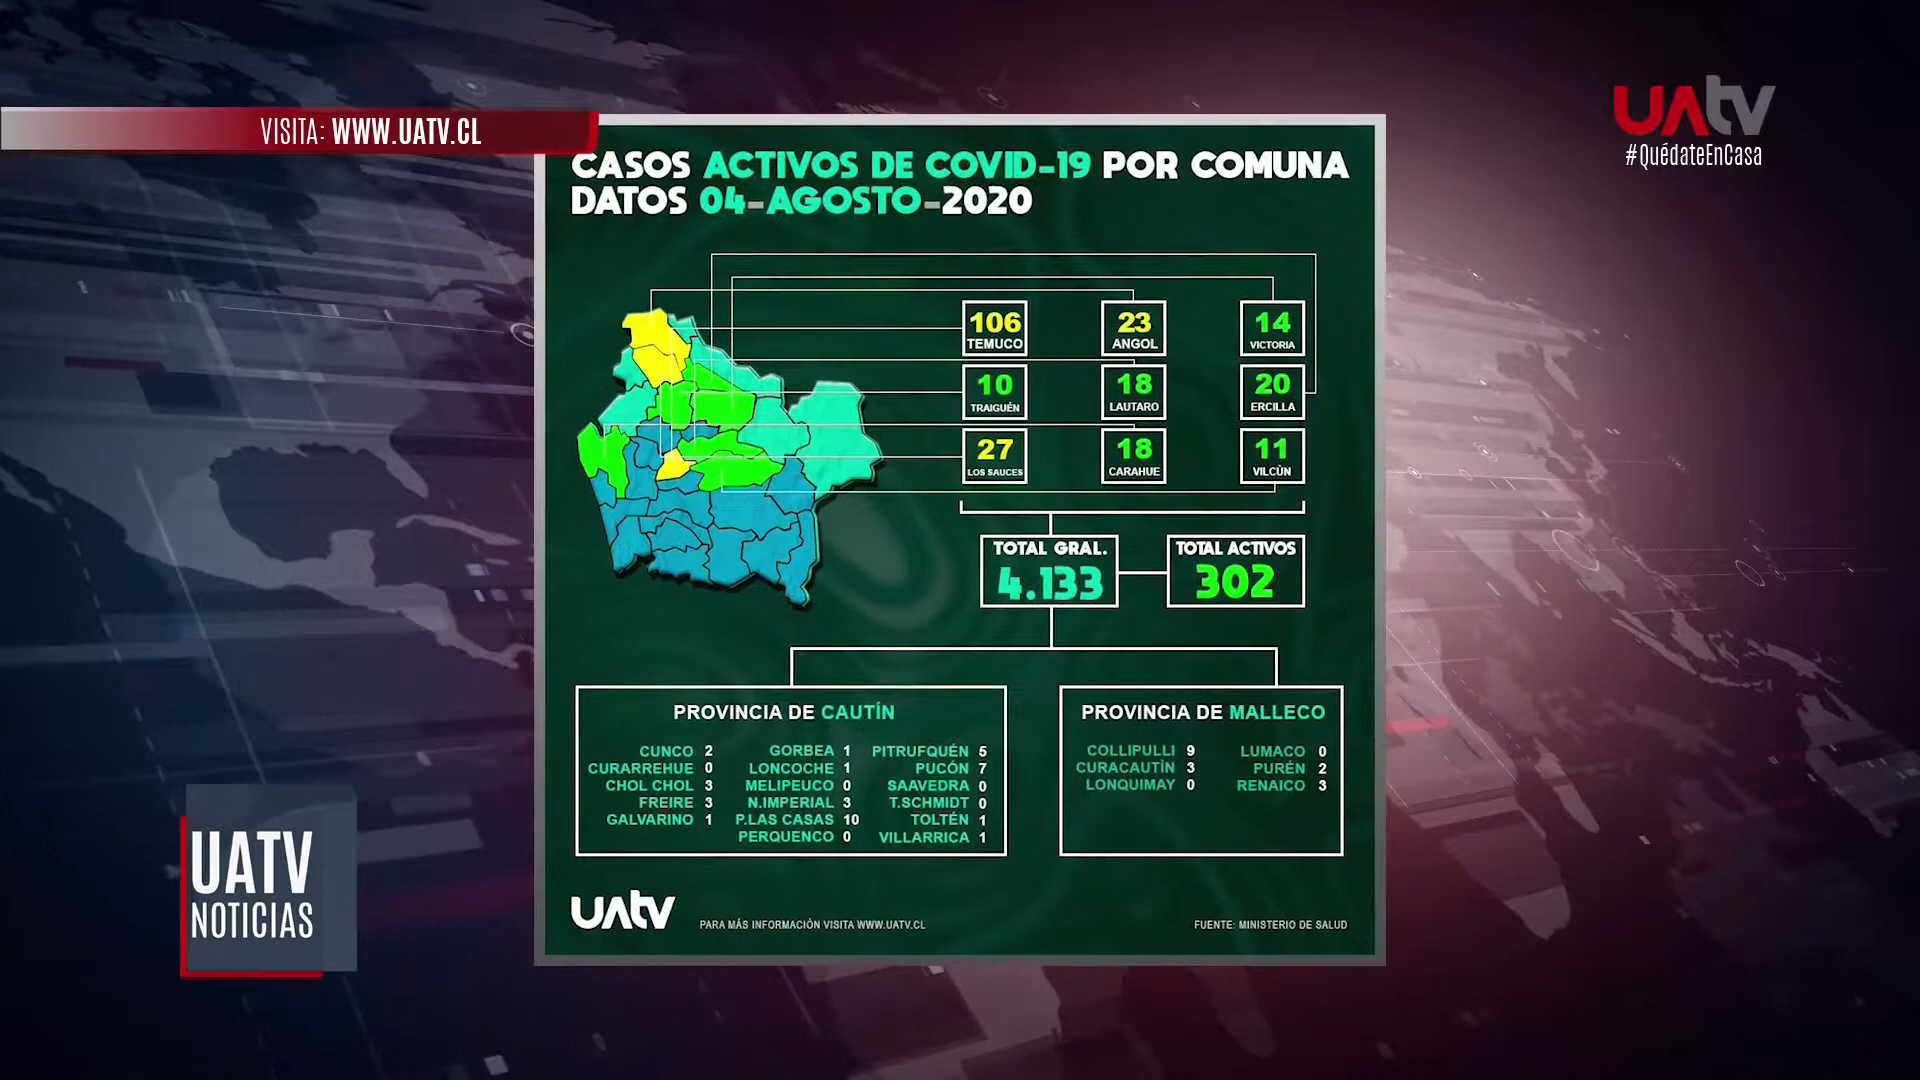 VISITA: WWW.UATV.CL
UATV
#QuédateEnCasa
CASOS ACTIVOS DE COVID-19 POR COMUNA
DATOS 04-AGOSTO-2020
106 23 14
TEMUCO ANGOL VICTORIA
10 18 20
TRAIGUÉN LAUTARO ERCILLA
27 18 11
LOS SAUCES CARAHUE VILCÙN
TOTAL GRAL. TOTAL ACTIVOS
4.133 302
PROVINCIA DE CAUTÍN
CUNCO 2 GORBEA 1 PITRUFQUÉN 5
CURARREHUE 0 LONCOCHE 1 PUCÓN 7
CHOL CHOL 3 MELIPEUCO 0 SAAVEDRA 0
FREIRE 3 N.IMPERIAL 3 T.SCHMIDT 0
GALVARINO 1 P.LAS CASAS 10 TOLTÉN 1
PERQUENCO 0 VILLARRICA 1
PROVINCIA DE MALLECO
COLLIPULLI 9 LUMACO 0
CURACAUTÍN 3 PURÉN 2
LONQUIMAY 0 RENAICO 3
UATV
PARA MÁS INFORMACIÓN VISITA WWW.UATV.CL
FUENTE: MINISTERIO DE SALUD
UATV
NOTICIAS